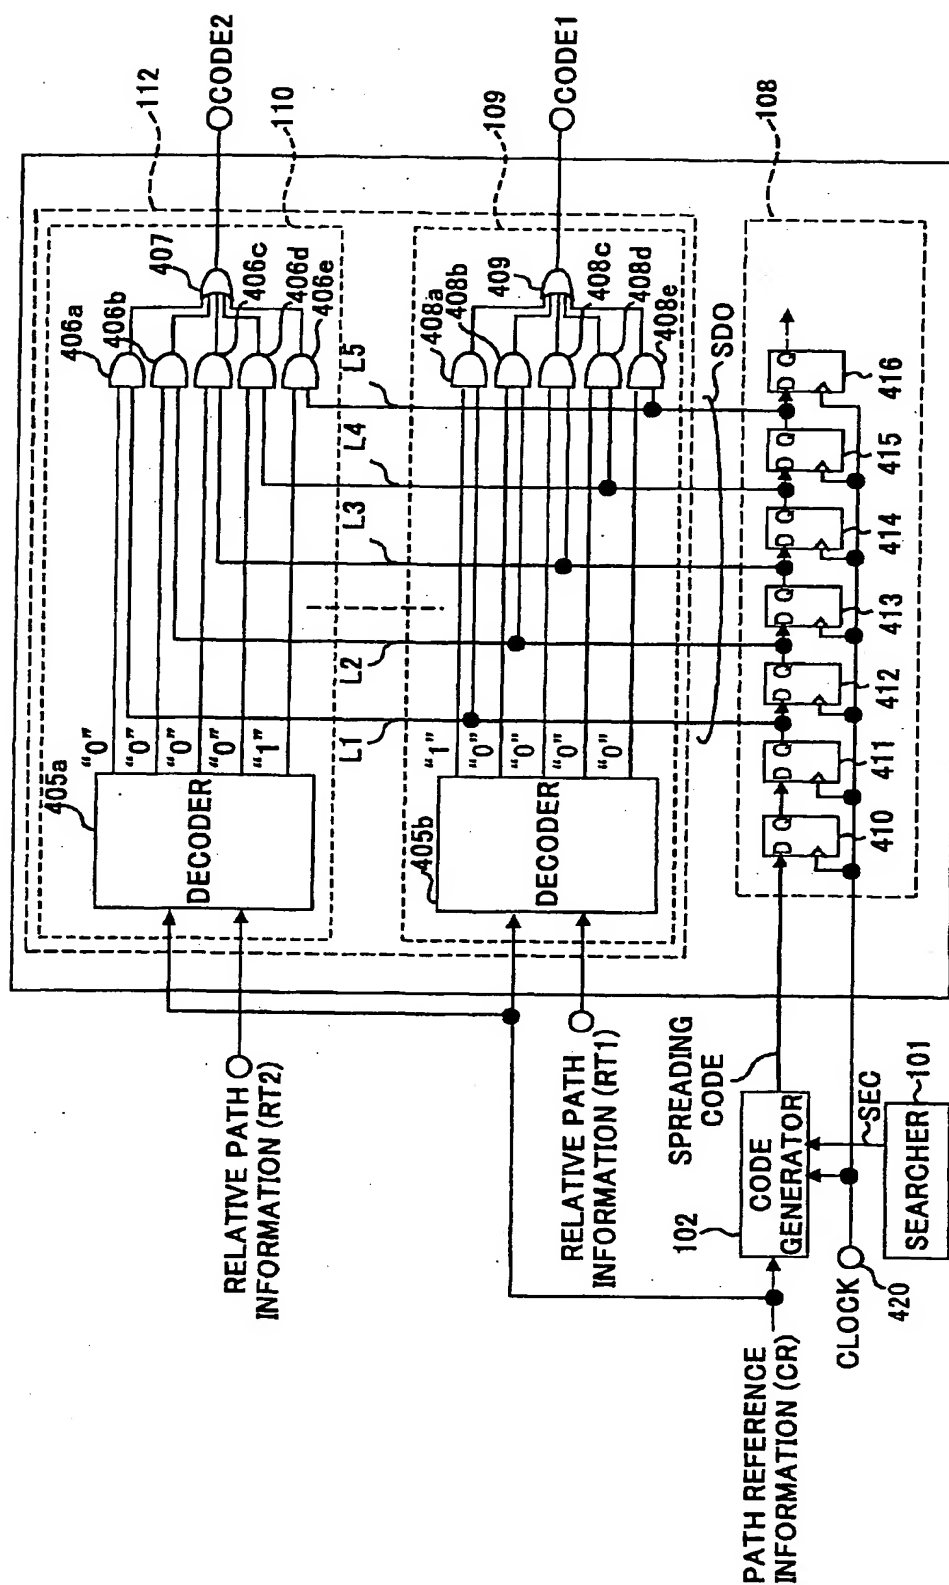 112
110
109
108
CODE2
CODE1
407
406a
406b
406c
406d
406e
409
408a
408b
408c
408d
408e
L5
L4
L3
L2
L1
SDO
405a
DECODER
"0"
"0"
"0"
"0"
"1"
405b
DECODER
"1"
"0"
"0"
"0"
"0"
D Q
D Q
D Q
D Q
D Q
D Q
D Q
410
411
412
413
414
415
416
RELATIVE PATH
INFORMATION (RT2)
RELATIVE PATH
INFORMATION (RT1)
SPREADING
CODE
102
CODE
GENERATOR
SEC
SEARCHER
101
CLOCK
420
PATH REFERENCE
INFORMATION (CR)